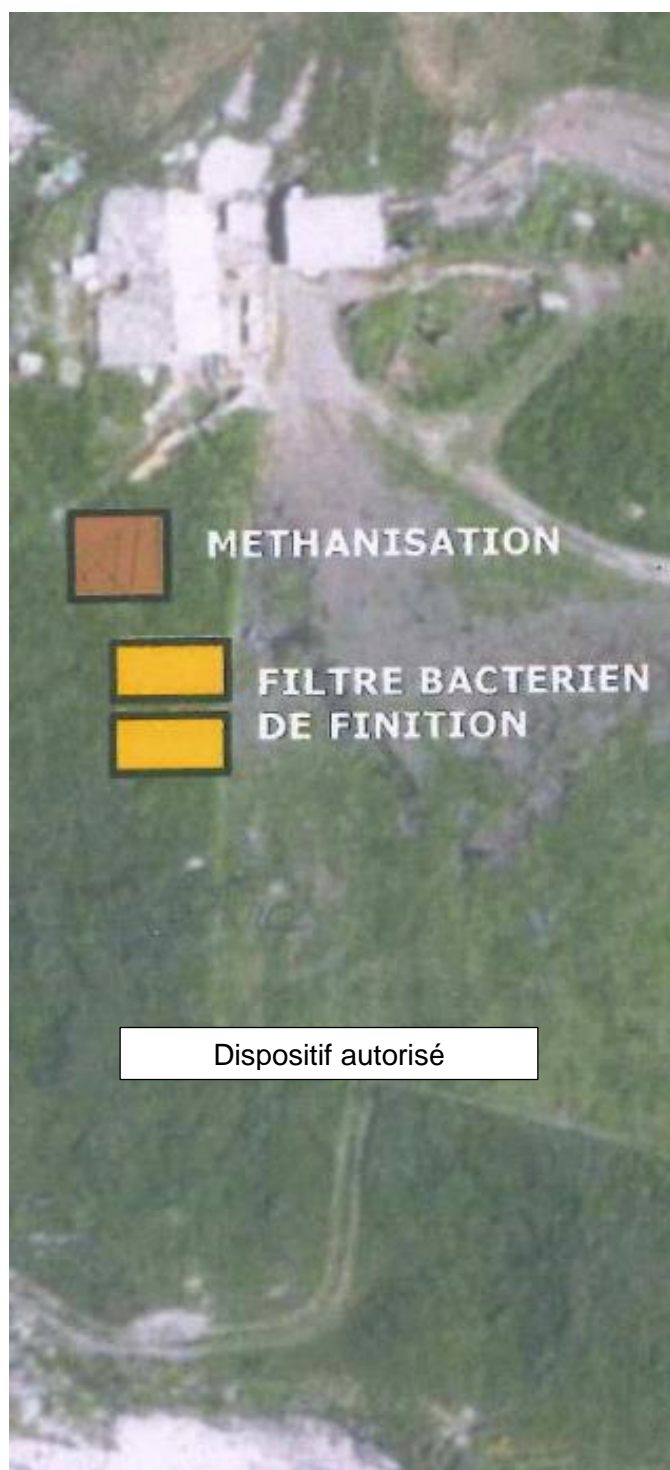 METHANISATION
FILTRE BACTERIEN
DE FINITION
Dispositif autorisé